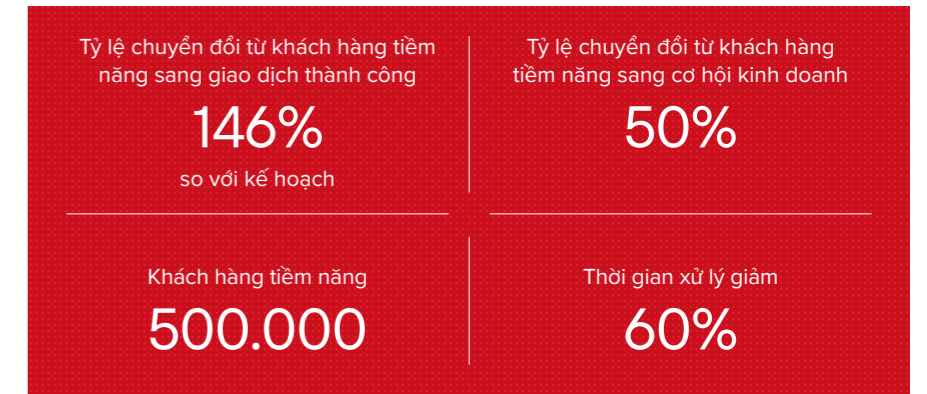 Tỷ lệ chuyển đổi từ khách hàng tiềm
năng sang giao dịch thành công
146%
so với kế hoạch
Tỷ lệ chuyển đổi từ khách hàng
tiềm năng sang cơ hội kinh doanh
50%
Khách hàng tiềm năng
500.000
Thời gian xử lý giảm
60%